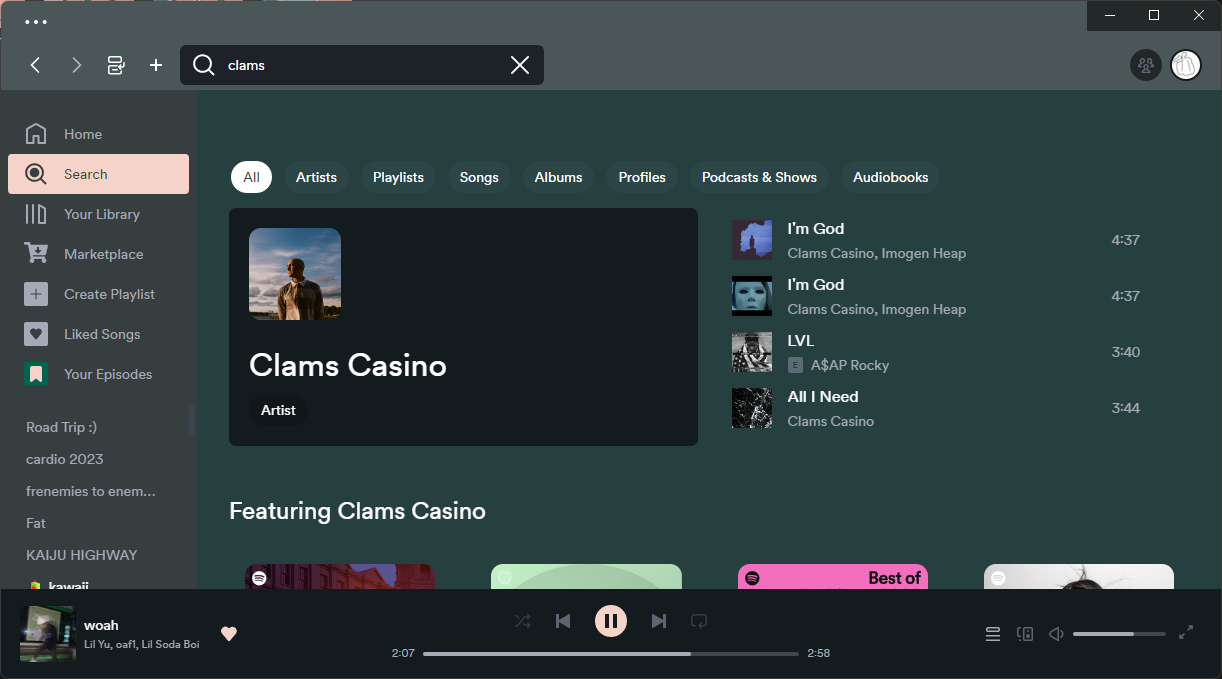 clams
Home
Search
Your Library
Marketplace
Create Playlist
Liked Songs
Your Episodes
Road Trip :)
cardio 2023
frenemies to enem...
Fat
KAIJU HIGHWAY
kawaii
All Artists Playlists Songs Albums Profiles Podcasts & Shows Audiobooks
Clams Casino
Artist
I'm God
Clams Casino, Imogen Heap
4:37
I'm God
Clams Casino, Imogen Heap
4:37
LVL
E A$AP Rocky
3:40
All I Need
Clams Casino
3:44
Featuring Clams Casino
Best of
woah
Lil Yu, oaf1, Lil Soda Boi
2:07
2:58